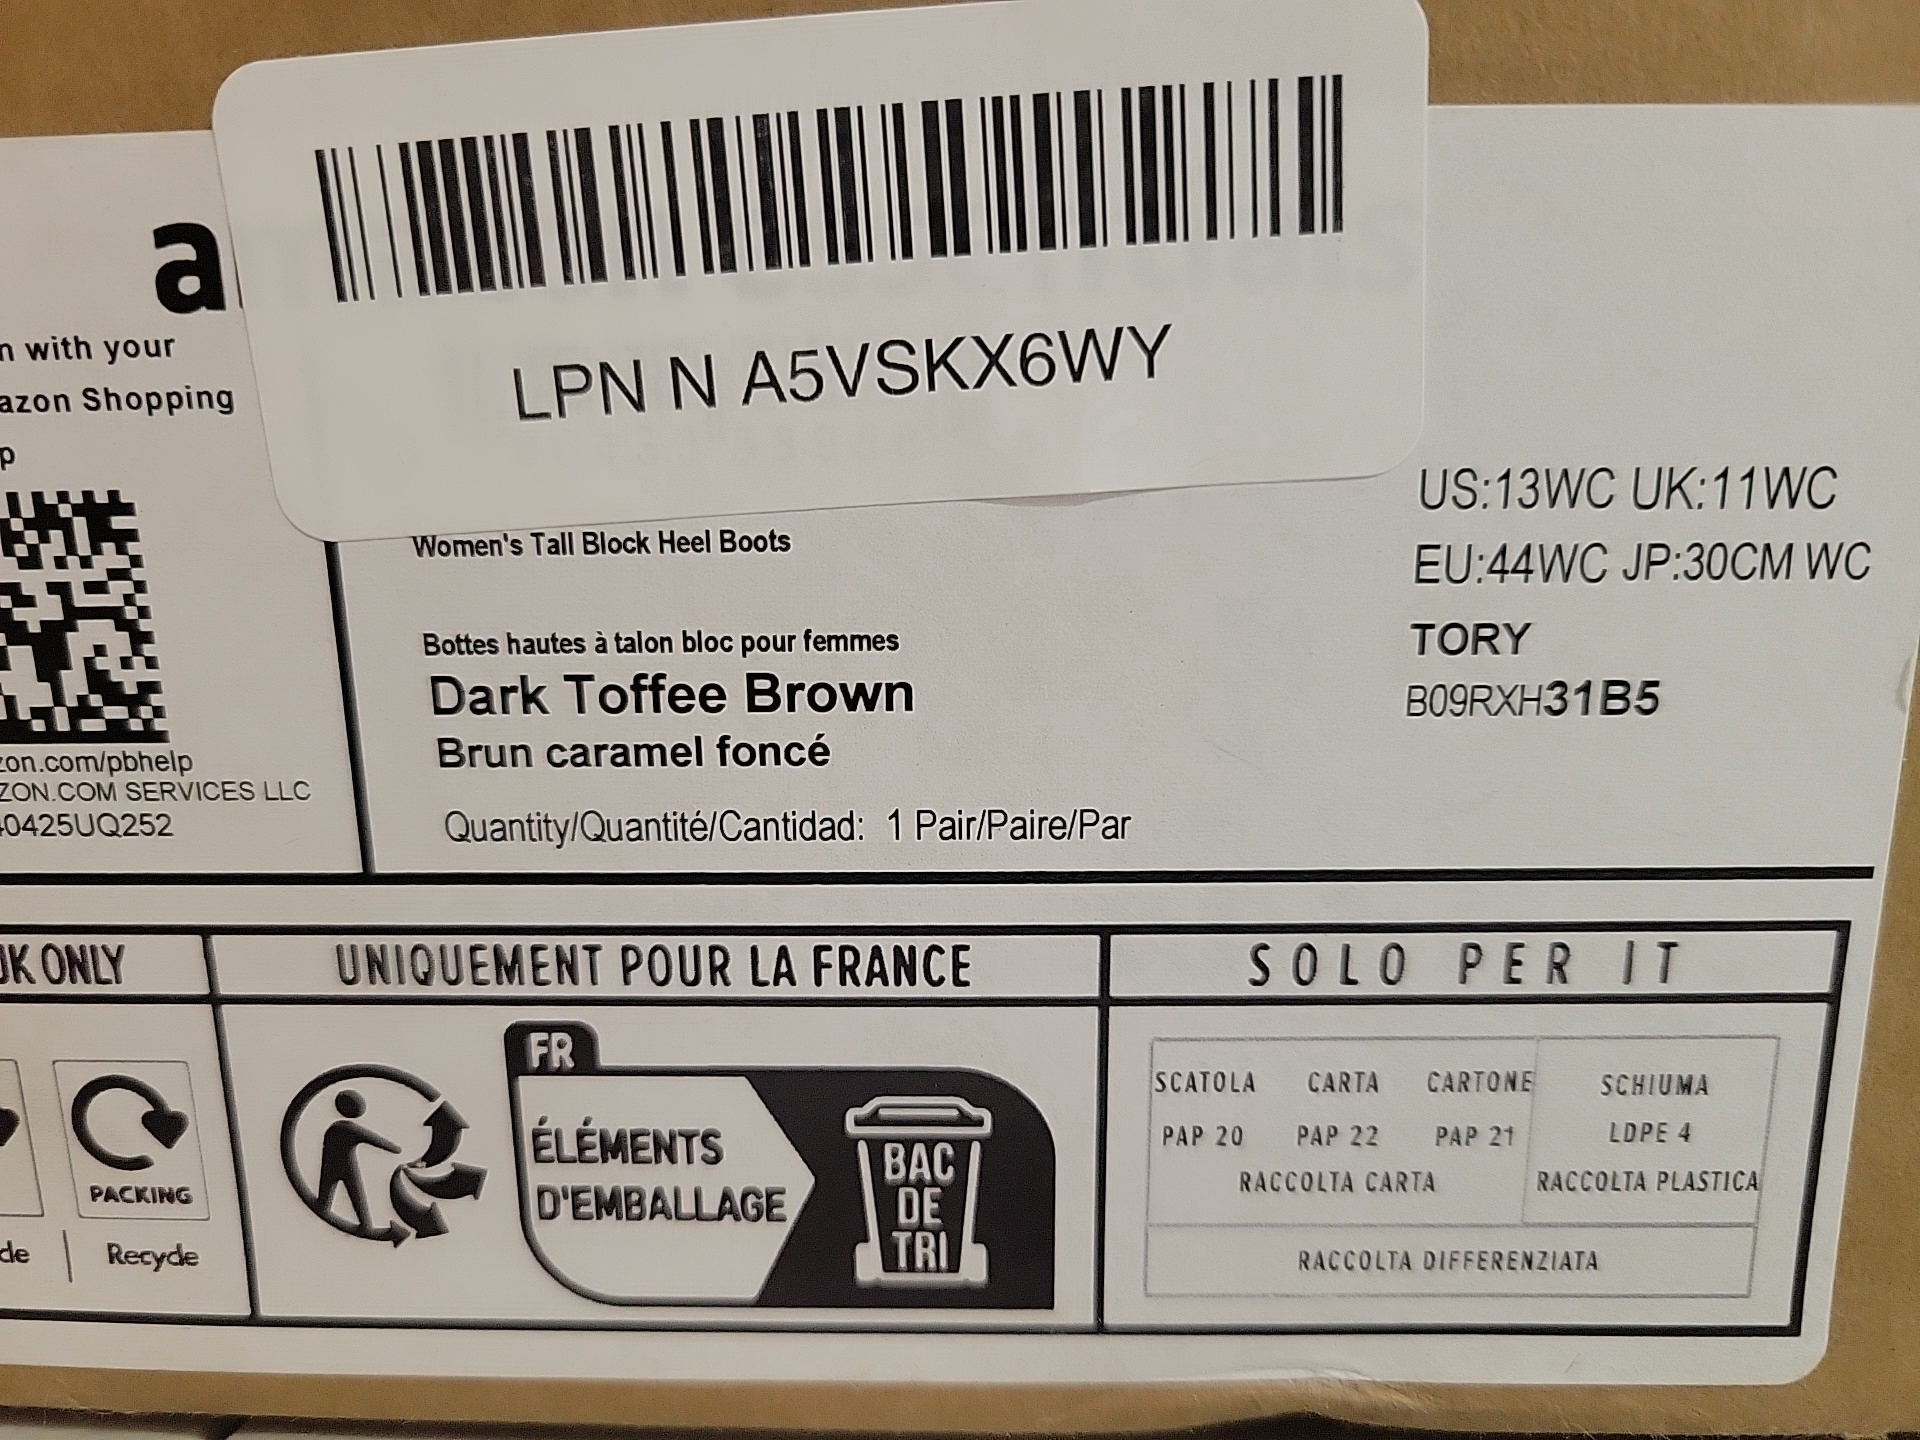 a
LPN N A5VSKX6WY
n with your
azon Shopping
p
US:13WC UK:11WC
EU:44WC JP:30CM WC
TORY
B09RXH31B5
Women's Tall Block Heel Boots
Bottes hautes à talon bloc pour femmes
Dark Toffee Brown
Brun caramel foncé
Quantity/Quantité/Cantidad: 1 Pair/Paire/Par
zon.com/pbhelp
ZON.COM SERVICES LLC
40425UQ252
UK ONLY
PACKING
de
Recycle
UNIQUEMENT POUR LA FRANCE
FR
ÉLÉMENTS
D'EMBALLAGE
BAC
DE
TRI
SOLO PER IT
SCATOLA CARTA CARTONE SCHIUMA
PAP 20 PAP 22 PAP 21 LDPE 4
RACCOLTA CARTA RACCOLTA PLASTICA
RACCOLTA DIFFERENZIATA